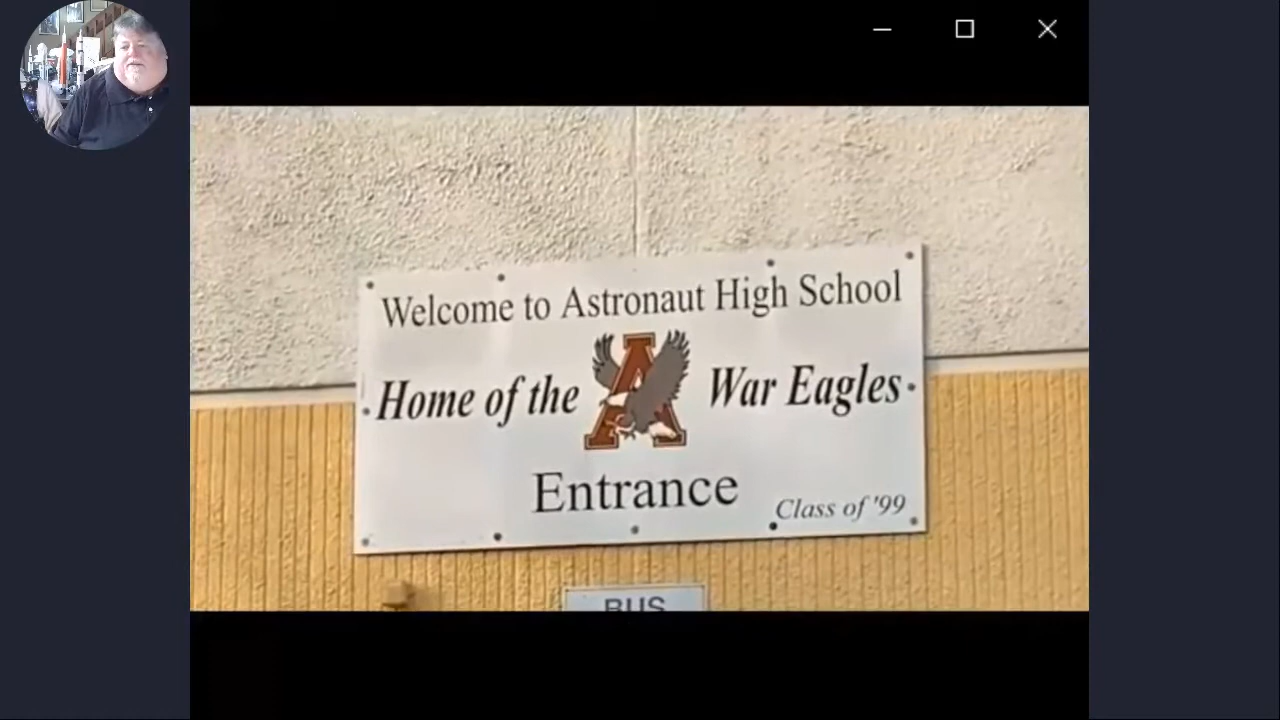 Welcome to Astronaut High School
Home of the A War Eagles
Entrance
Class of '99
BUS